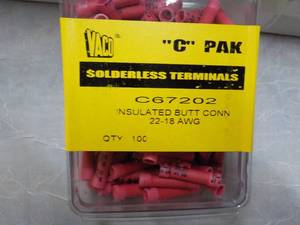 VACO "C" PAK
SOLDERLESS TERMINALS
C67202
INSULATED BUTT CONN
22-18 AWG
QTY. 100